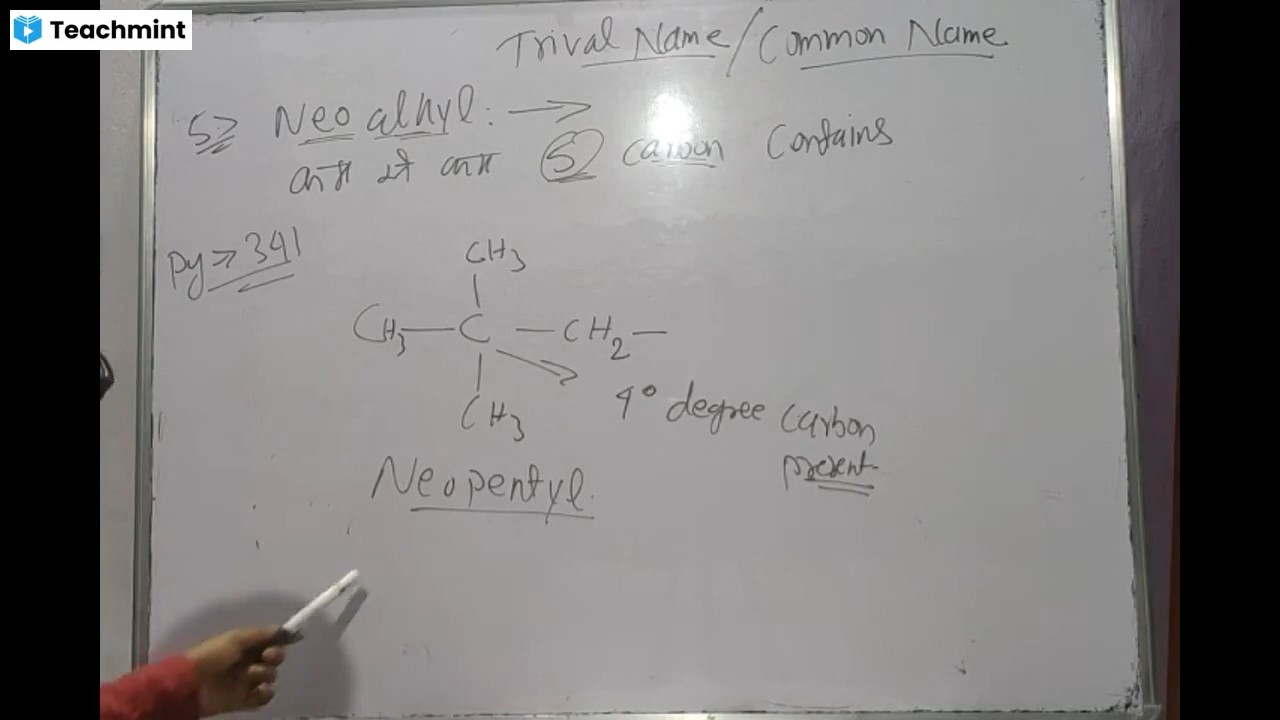 Teachmint
Trival Name/Common Name
5> Neo alkyl: →
कम से कम 5 carbon Contains
Py > 341
CH3
CH3 — C — CH2 —
CH3
4° degree carbon
present
Neopentyl.